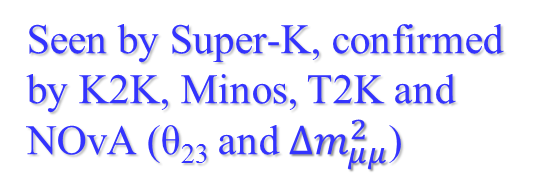 Seen by Super-K, confirmed
by K2K, Minos, T2K and
NOvA (θ₂₃ and Δm²μμ)